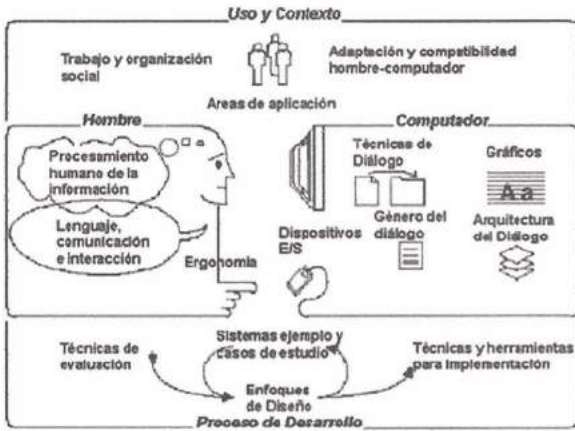 Uso y Contexto
Trabajo y organización
social
Adaptación y compatibilidad
hombre-computador
Areas de aplicación
Hombre
Procesamiento
humano de la
información
Lenguaje,
comunicación
e interacción
Ergonomia
Computador
Técnicas de
Diálogo
Gráficos
Aa
Género del
diálogo
Arquitectura
del Diálogo
Dispositivos
E/S
Técnicas de
evaluación
Sistemas ejemplo y
casos de estudio
Técnicas y herramientas
para implementación
Enfoques
de Diseño
Proceso de Desarrollo